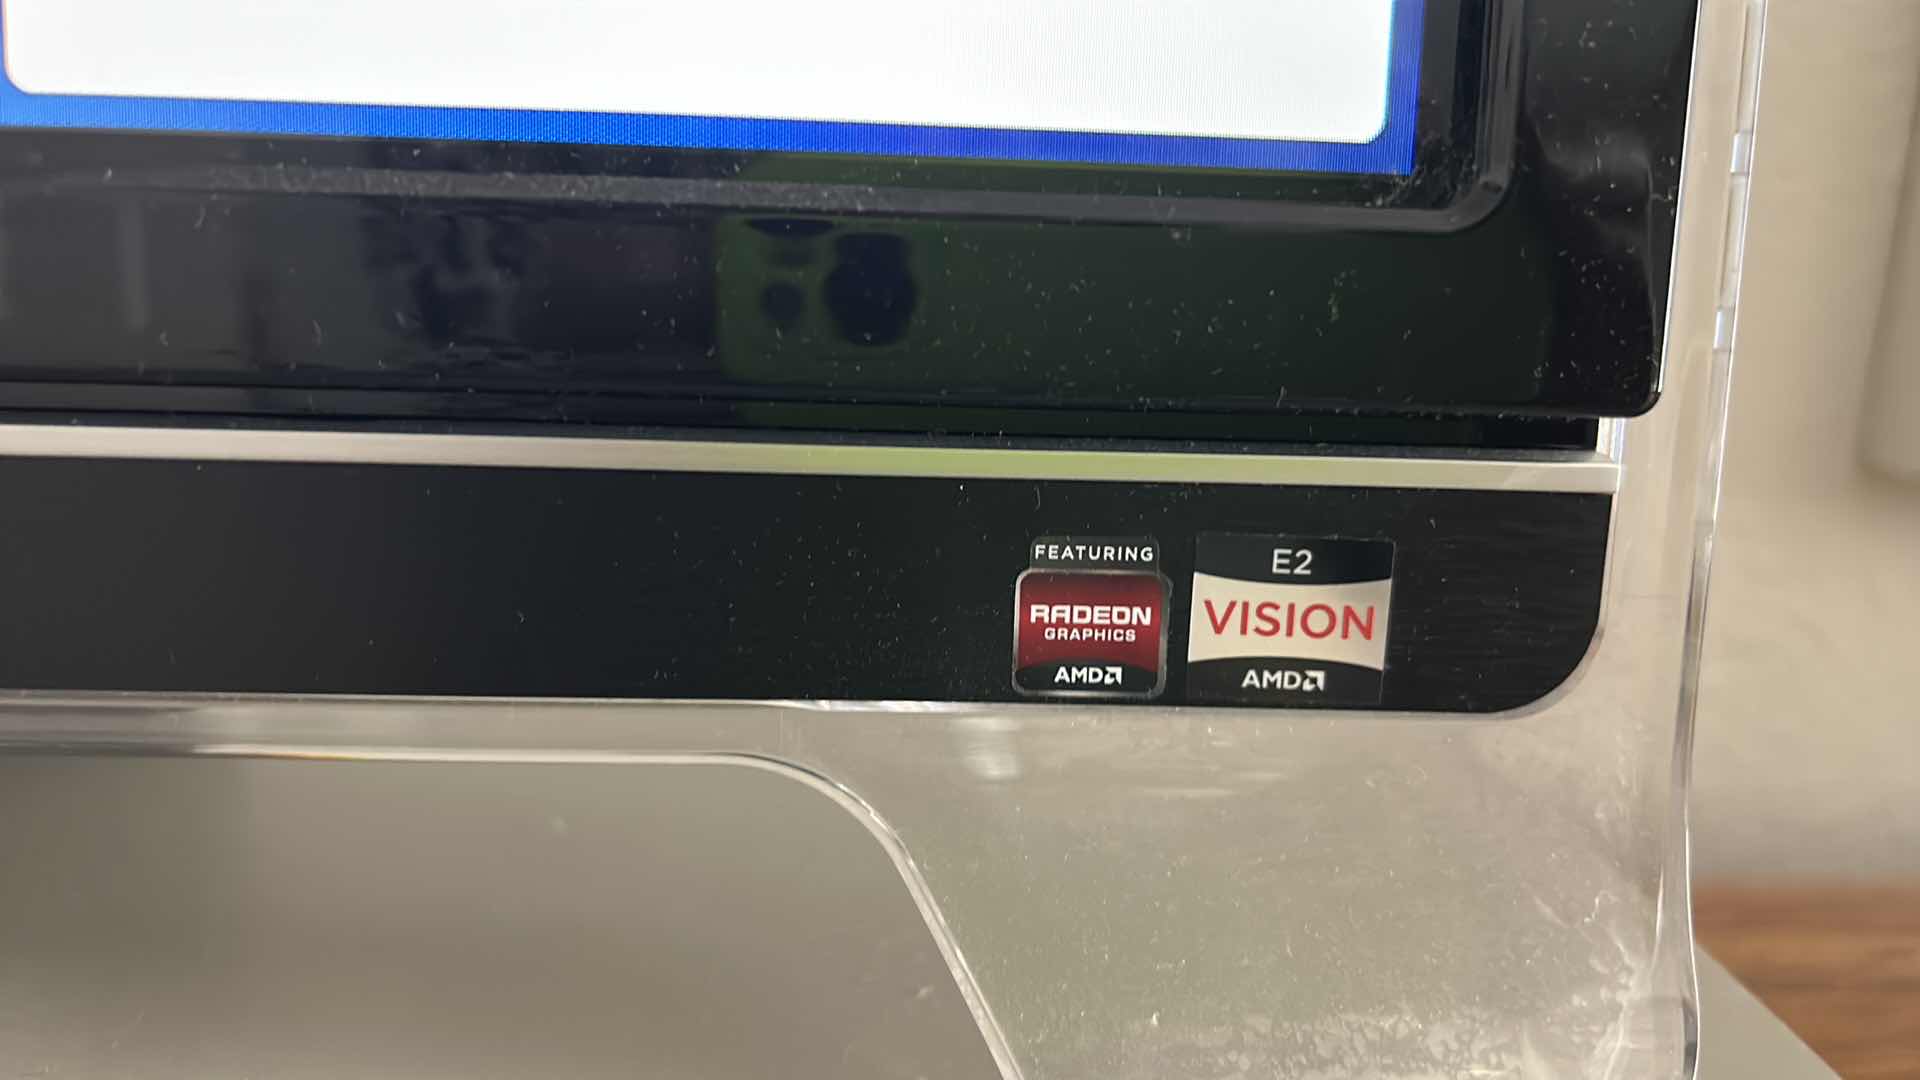 FEATURING
RADEON
GRAPHICS
AMD
E2
VISION
AMD